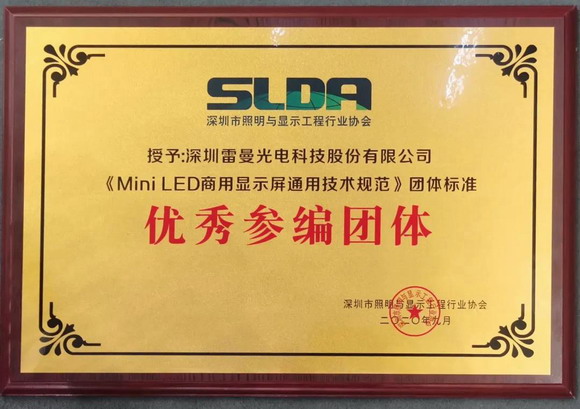 SLDA
深圳市照明与显示工程行业协会
授予:深圳雷曼光电科技股份有限公司
《Mini LED商用显示屏通用技术规范》团体标准
优秀参编团体
深圳市照明与显示工程行业协会
二〇二〇年九月